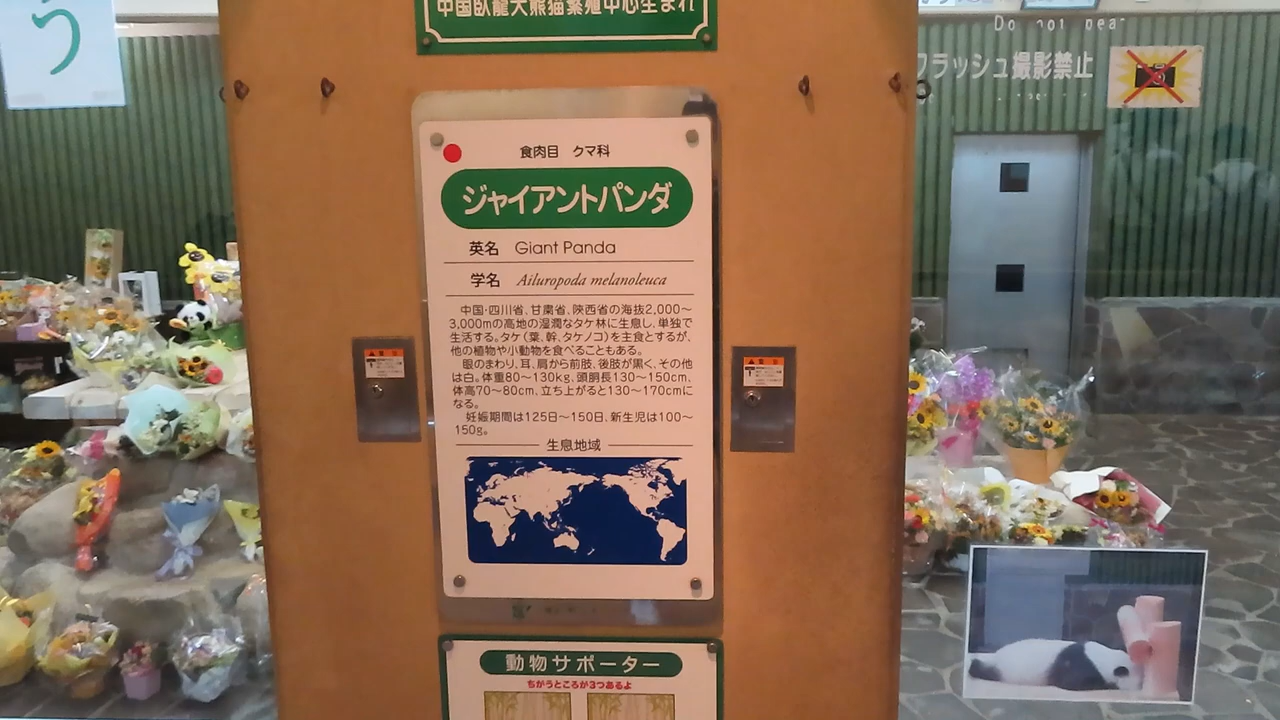 中国臥龍大熊猫繁殖中心生まれ
う
フラッシュ撮影禁止
食肉目 クマ科
ジャイアントパンダ
英名 Giant Panda
学名 Ailuropoda melanoleuca
中国・四川省、甘粛省、陝西省の海抜2,000〜
3,000mの高地の湿潤なタケ林に生息し、単独で
生活する。タケ（葉、幹、タケノコ）を主食とするが、
他の植物や小動物を食べることもある。
眼のまわり、耳、肩から前肢、後肢が黒く、その他
は白。体重80〜130kg、頭胴長130〜150cm、
体高70〜80cm、立ち上がると130〜170cmに
なる。
妊娠期間は125日〜150日、新生児は100〜
150g。
生息地域
動物サポーター
ちがうところが3つあるよ